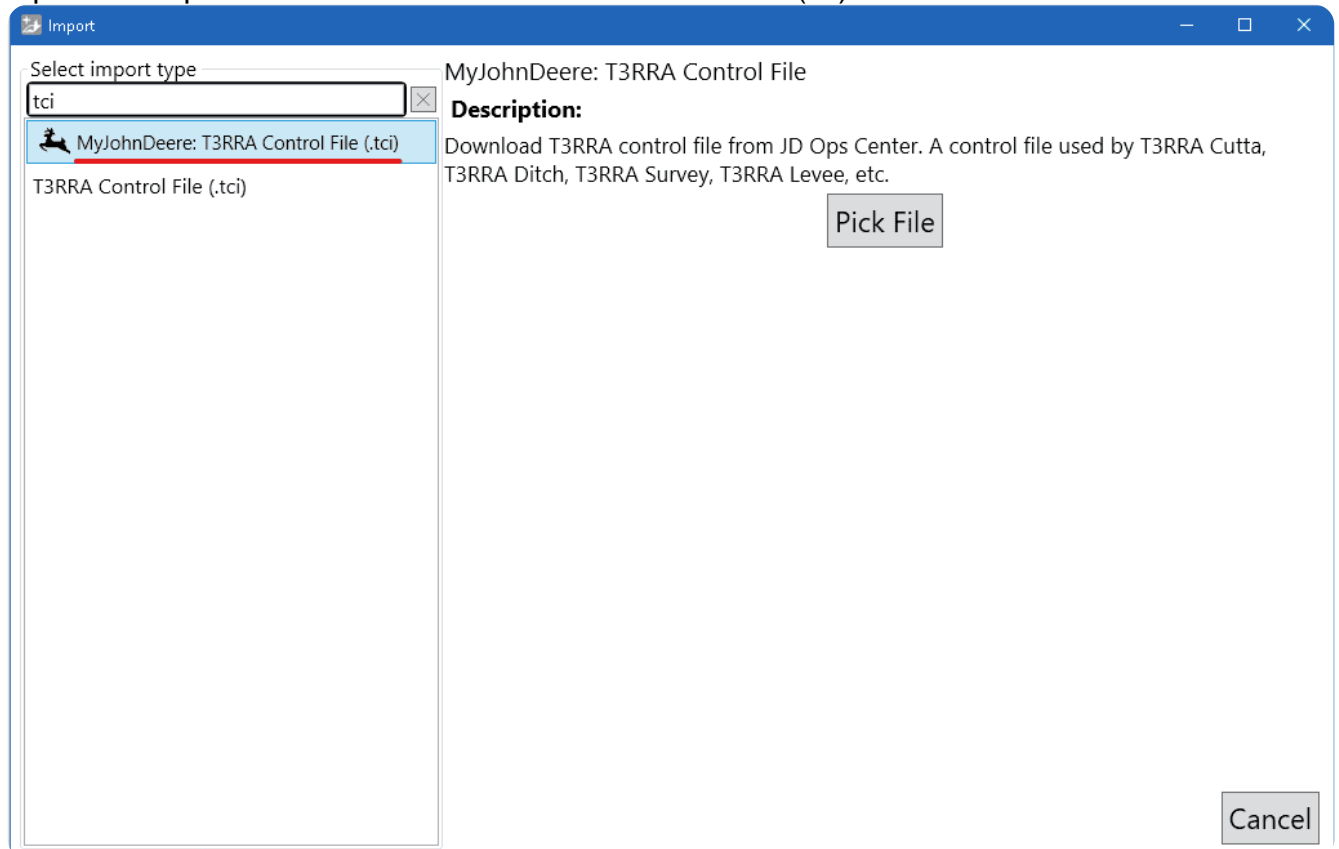 Import
Select import type
tci
MyJohnDeere: T3RRA Control File (.tci)
T3RRA Control File (.tci)
MyJohnDeere: T3RRA Control File
Description:
Download T3RRA control file from JD Ops Center. A control file used by T3RRA Cutta,
T3RRA Ditch, T3RRA Survey, T3RRA Levee, etc.
Pick File
Cancel